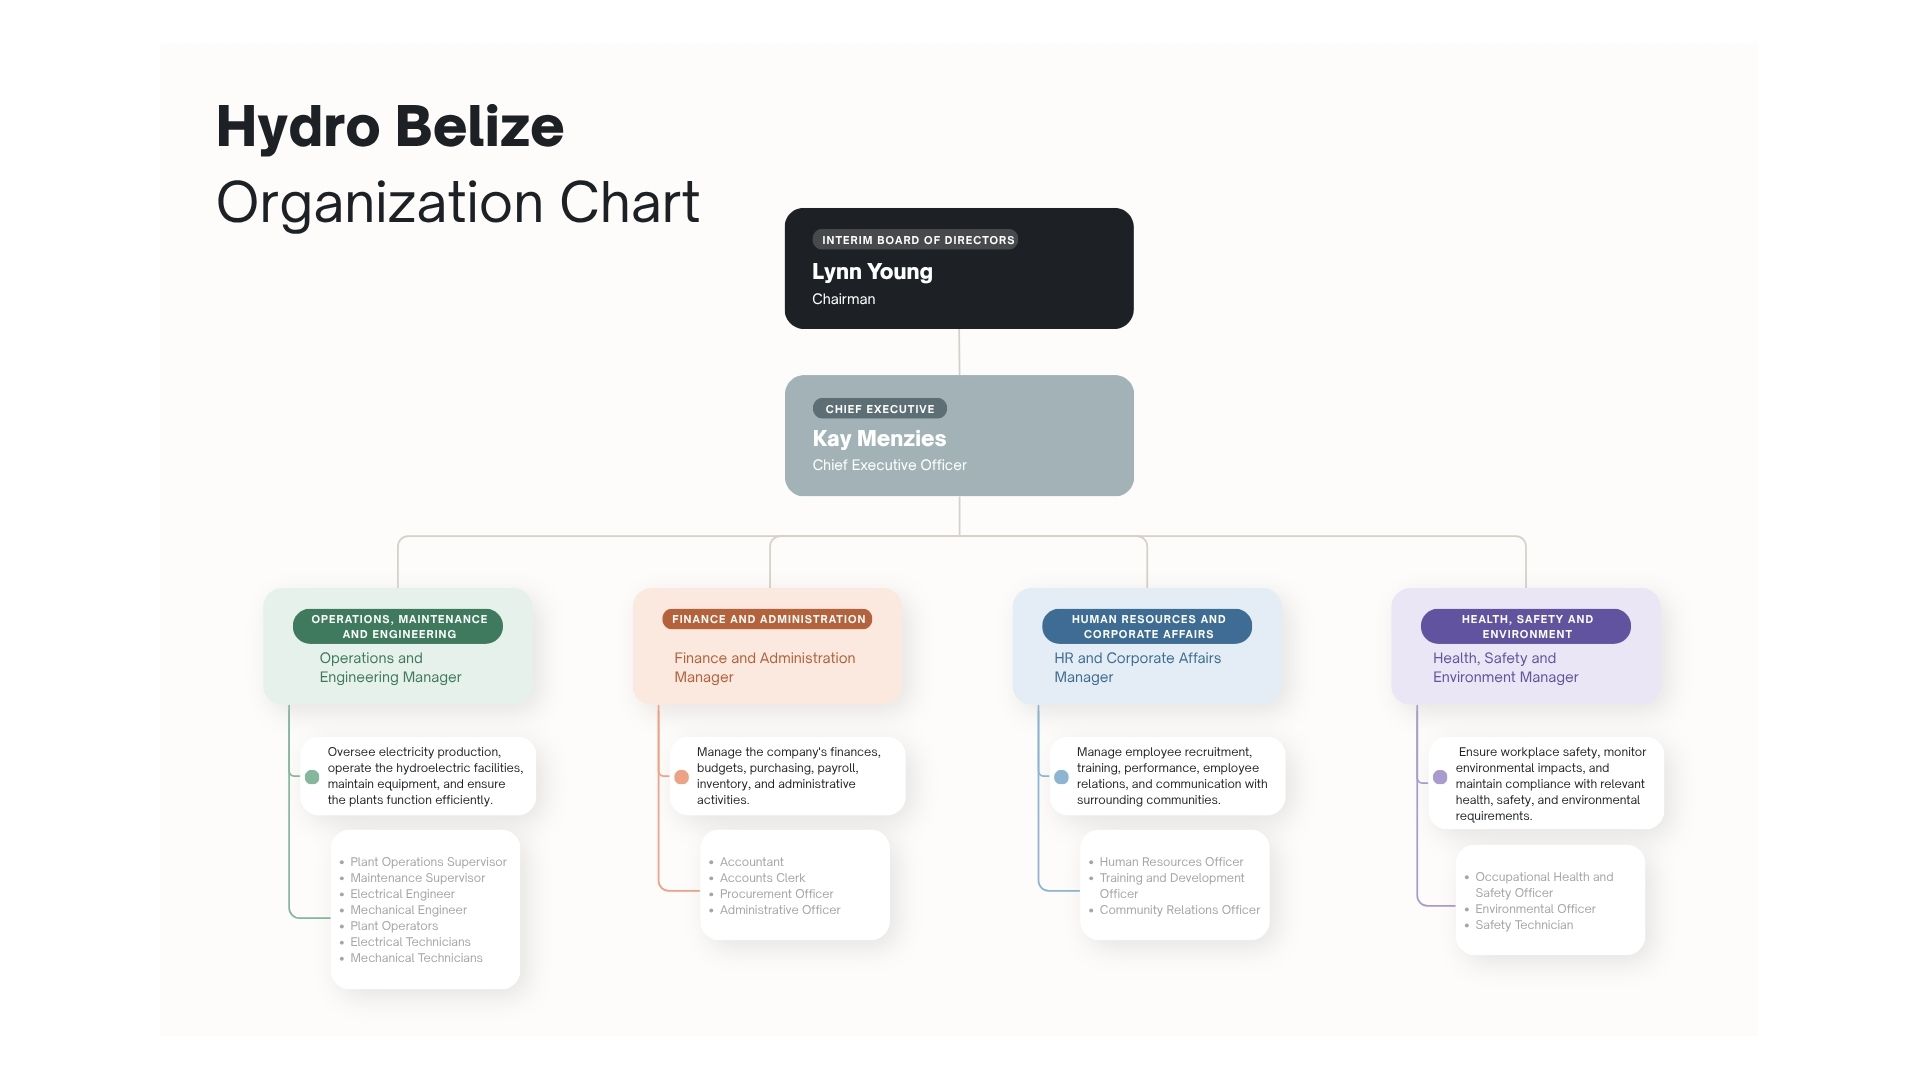 Hydro Belize
Organization Chart
INTERIM BOARD OF DIRECTORS
Lynn Young
Chairman
CHIEF EXECUTIVE
Kay Menzies
Chief Executive Officer
OPERATIONS, MAINTENANCE
AND ENGINEERING
Operations and
Engineering Manager
Oversee electricity production,
operate the hydroelectric facilities,
maintain equipment, and ensure
the plants function efficiently.
• Plant Operations Supervisor
• Maintenance Supervisor
• Electrical Engineer
• Mechanical Engineer
• Plant Operators
• Electrical Technicians
• Mechanical Technicians
FINANCE AND ADMINISTRATION
Finance and Administration
Manager
Manage the company's finances,
budgets, purchasing, payroll,
inventory, and administrative
activities.
• Accountant
• Accounts Clerk
• Procurement Officer
• Administrative Officer
HUMAN RESOURCES AND
CORPORATE AFFAIRS
HR and Corporate Affairs
Manager
Manage employee recruitment,
training, performance, employee
relations, and communication with
surrounding communities.
• Human Resources Officer
• Training and Development
Officer
• Community Relations Officer
HEALTH, SAFETY AND
ENVIRONMENT
Health, Safety and
Environment Manager
Ensure workplace safety, monitor
environmental impacts, and
maintain compliance with relevant
health, safety, and environmental
requirements.
• Occupational Health and
Safety Officer
• Environmental Officer
• Safety Technician